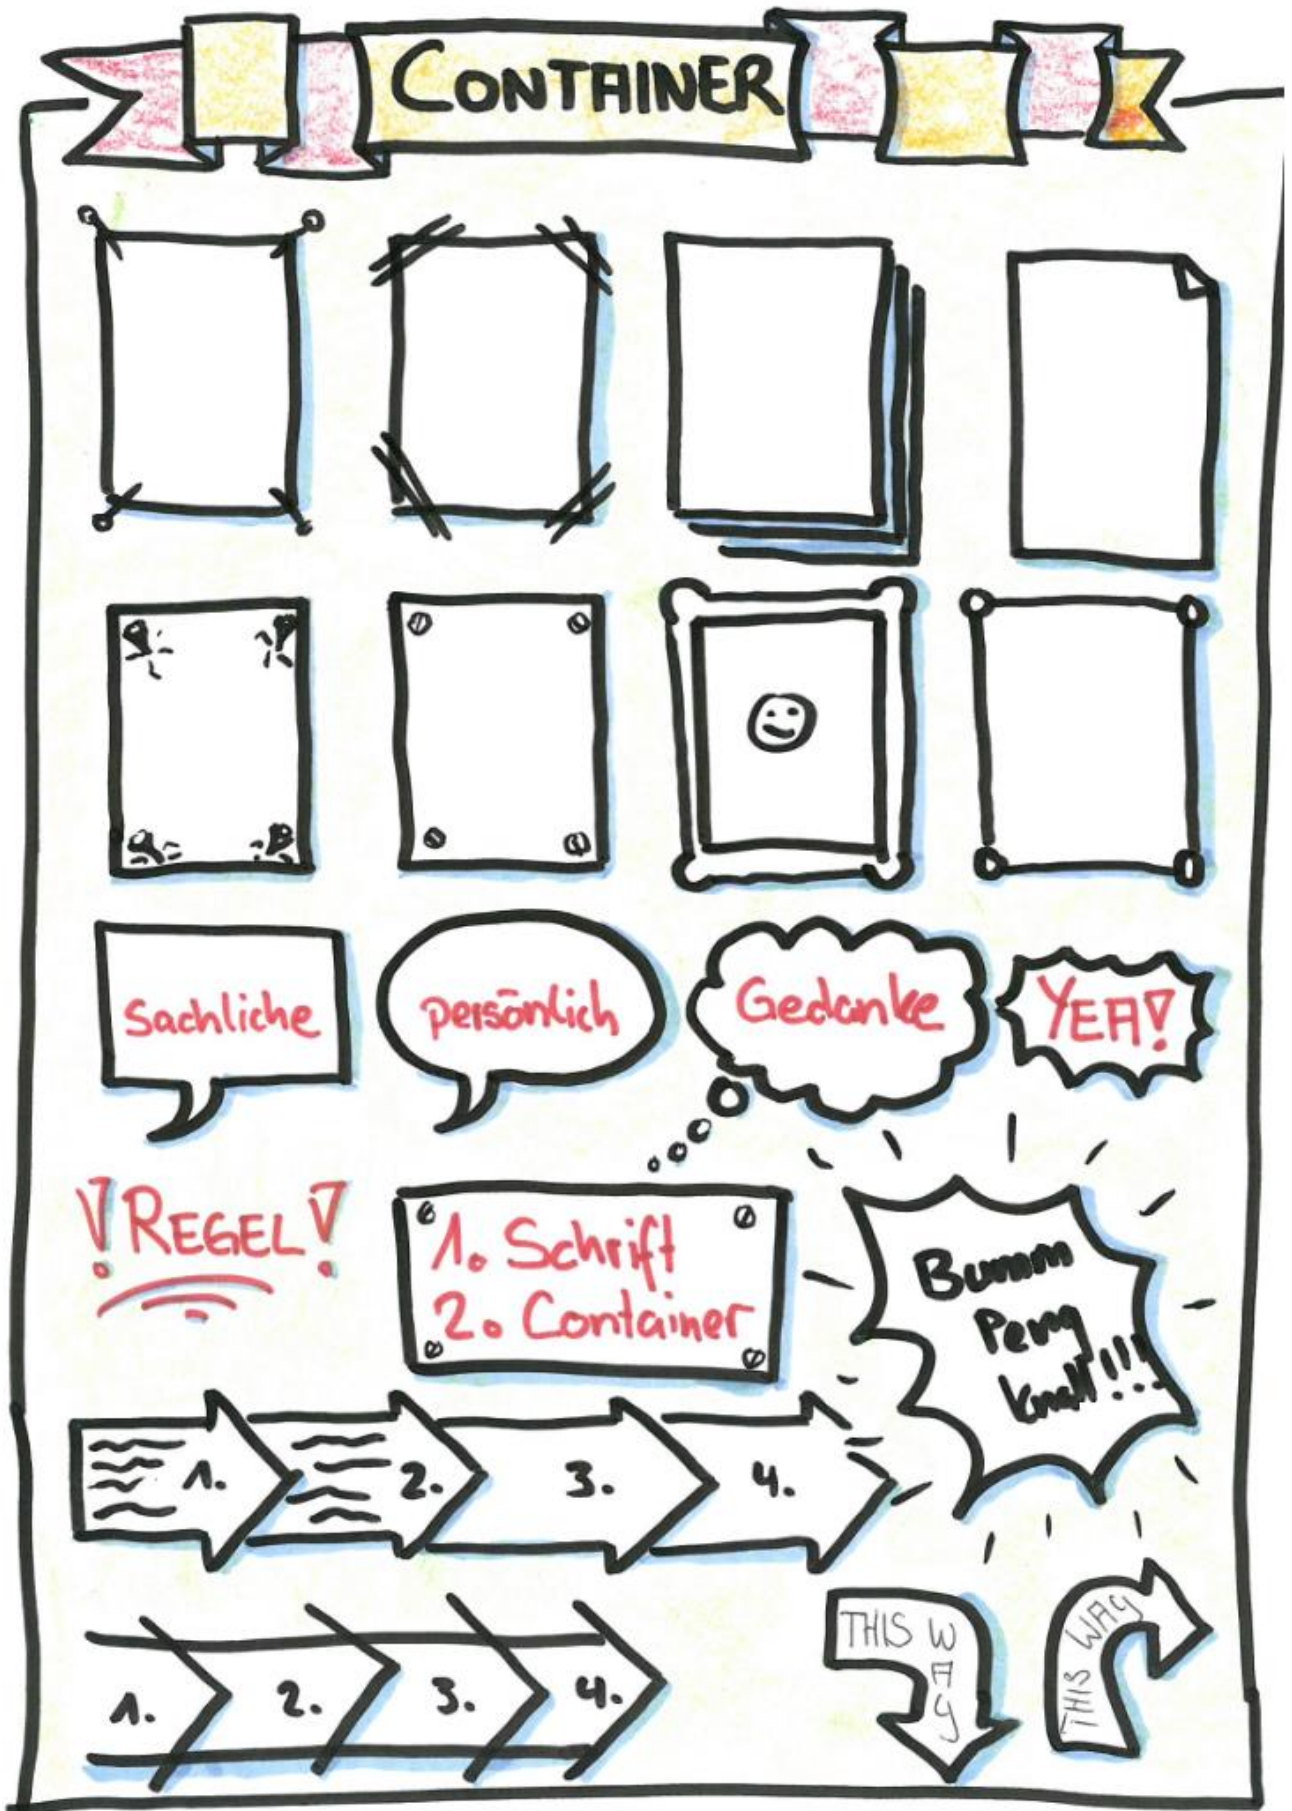 CONTAINER
Sachliche
persönlich
Gedanke
YEA!
! REGEL !
1. Schrift
2. Container
Bumm
Peng
knall!!!
1.
2.
3.
4.
1.
2.
3.
4.
THIS WAY
THIS WAY